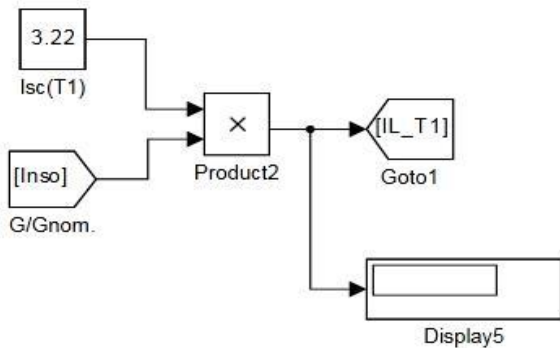 3.22
Isc(T1)
×
Product2
[IL_T1]
Goto1
[Inso]
G/Gnom.
Display5